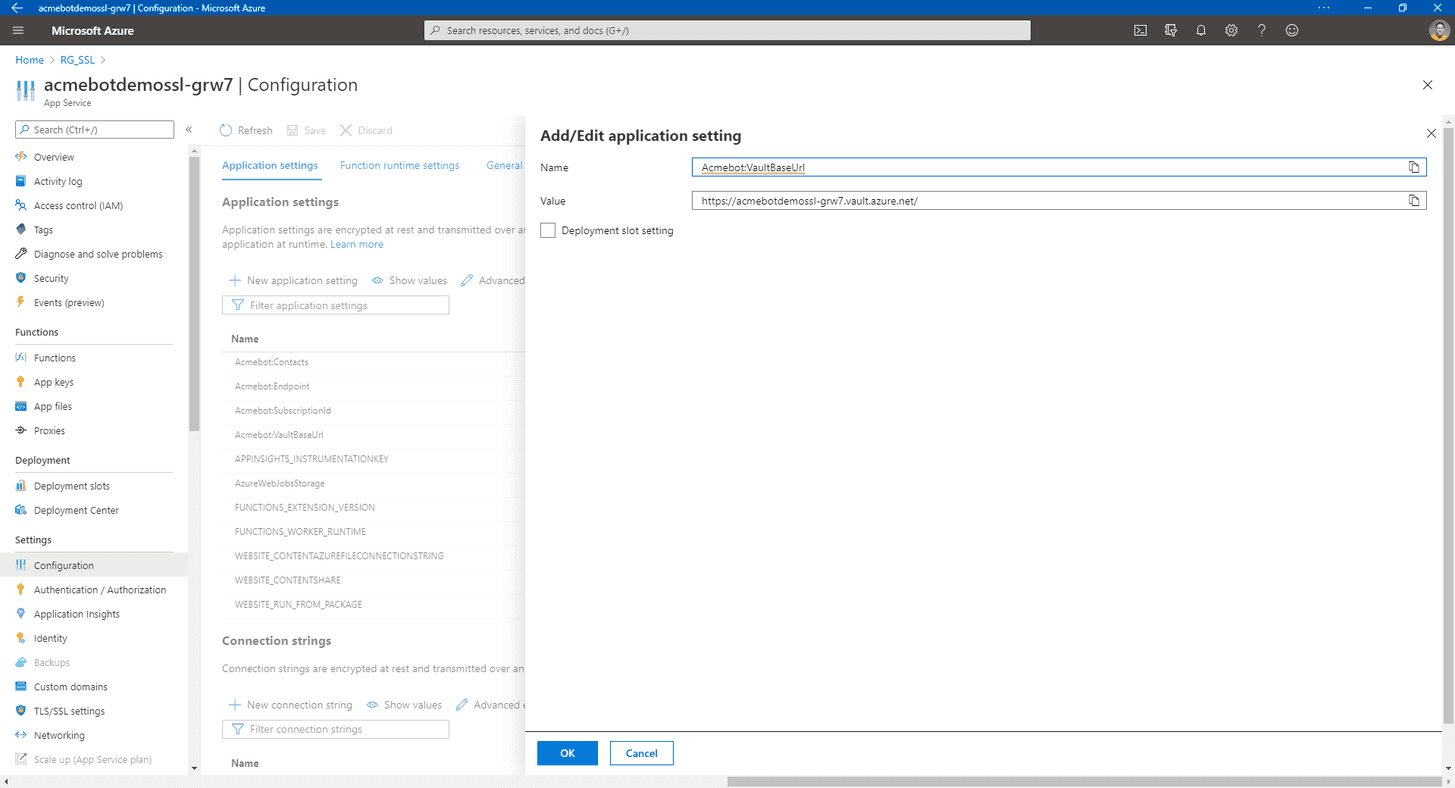 acmebotdemossl-grw7 | Configuration - Microsoft Azure
Microsoft Azure
Search resources, services, and docs (G+/)
Home > RG_SSL >
acmebotdemossl-grw7 | Configuration
App Service
Search (Ctrl+/)
«
Overview
Activity log
Access control (IAM)
Tags
Diagnose and solve problems
Security
Events (preview)
Functions
Functions
App keys
App files
Proxies
Deployment
Deployment slots
Deployment Center
Settings
Configuration
Authentication / Authorization
Application Insights
Identity
Backups
Custom domains
TLS/SSL settings
Networking
Scale up (App Service plan)
Refresh Save Discard
Application settings Function runtime settings General
Application settings
Application settings are encrypted at rest and transmitted over an
application at runtime. Learn more
New application setting Show values Advanced
Filter application settings
Name
Acmebot:Contacts
Acmebot:Endpoint
Acmebot:SubscriptionId
Acmebot:VaultBaseUrl
APPINSIGHTS_INSTRUMENTATIONKEY
AzureWebJobsStorage
FUNCTIONS_EXTENSION_VERSION
FUNCTIONS_WORKER_RUNTIME
WEBSITE_CONTENTAZUREFILECONNECTIONSTRING
WEBSITE_CONTENTSHARE
WEBSITE_RUN_FROM_PACKAGE
Connection strings
Connection strings are encrypted at rest and transmitted over an
New connection string Show values Advanced e
Filter connection strings
Name
Add/Edit application setting
Name
Acmebot:VaultBaseUrl
Value
https://acmebotdemossl-grw7.vault.azure.net/
Deployment slot setting
OK Cancel